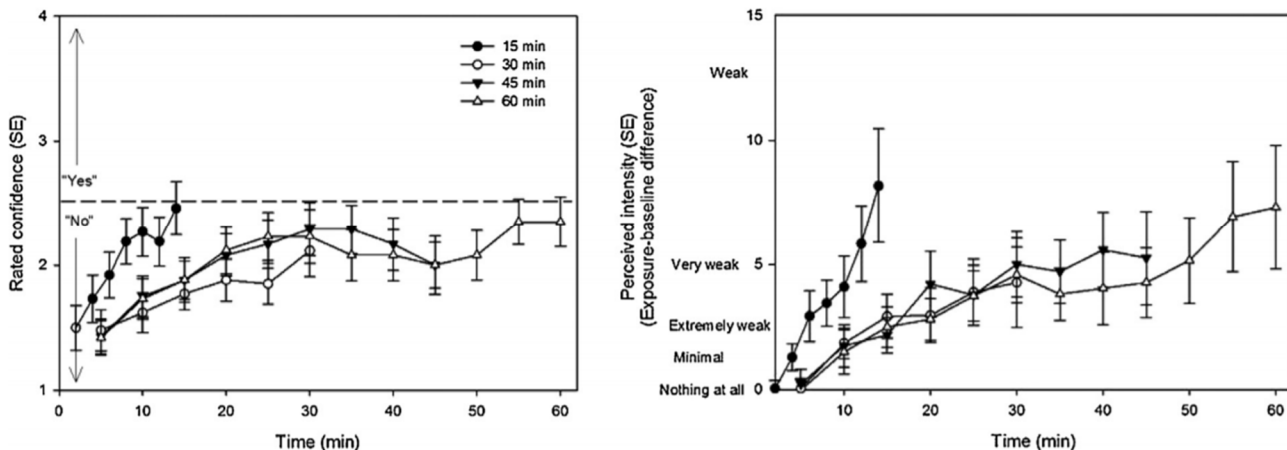 4
3
2
1
Rated confidence (SE)
"Yes"
"No"
15 min
30 min
45 min
60 min
0
10
20
30
40
50
60
Time (min)
15
10
5
0
Perceived intensity (SE)
(Exposure-baseline difference)
Weak
Very weak
Extremely weak
Minimal
Nothing at all
10
20
30
40
50
60
Time (min)